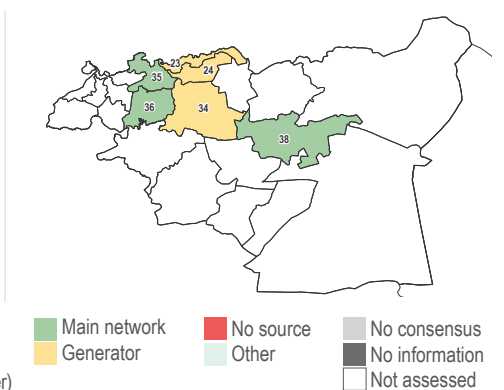 23
24
35
36
34
38
Main network
No source
No consensus
Generator
Other
No information
er)
Not assessed